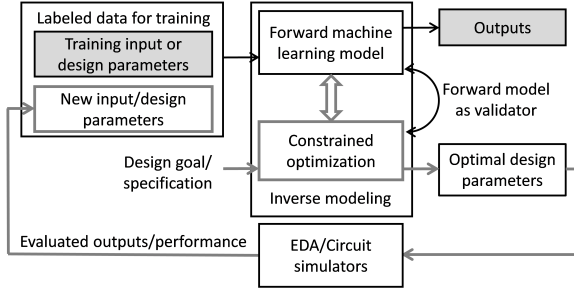 Labeled data for training
Training input or
design parameters
New input/design
parameters
Forward machine
learning model
Outputs
Forward model
as validator
Constrained
optimization
Inverse modeling
Design goal/
specification
Optimal design
parameters
Evaluated outputs/performance
EDA/Circuit
simulators